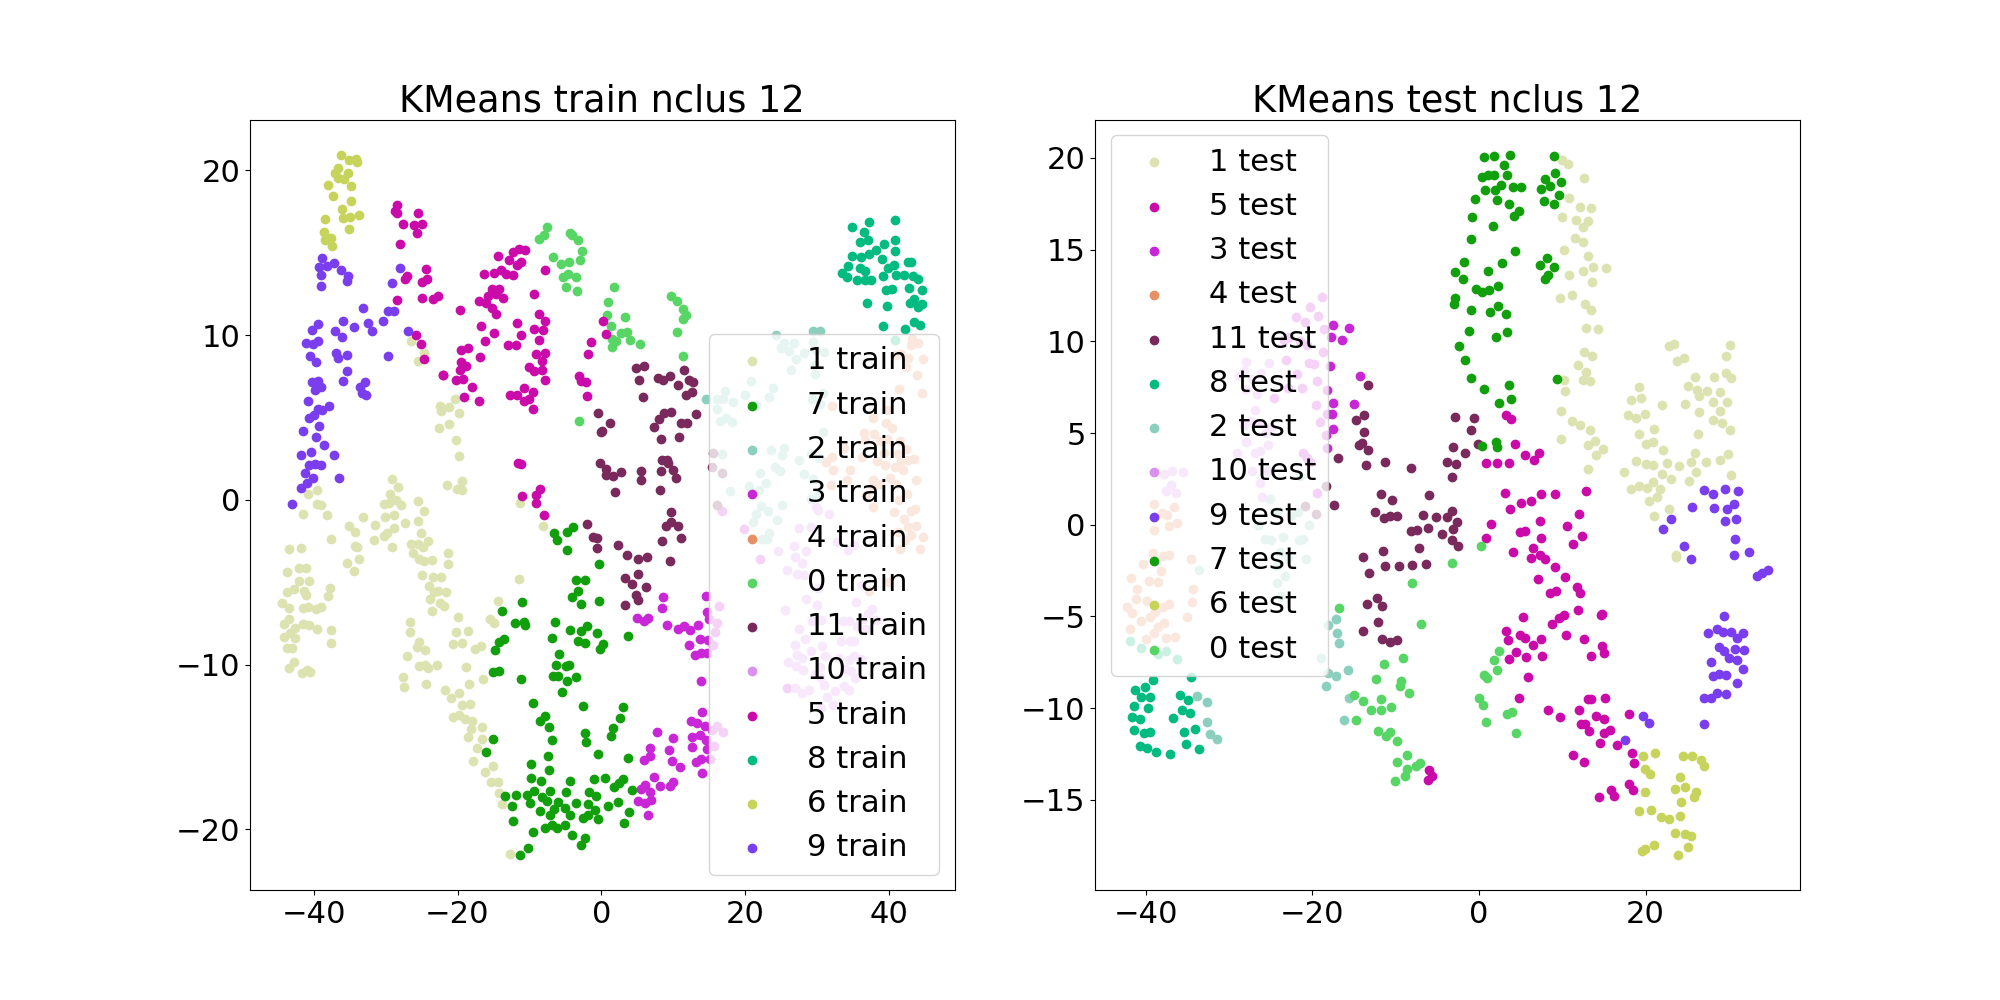 KMeans train nclus 12
20
10
0
−10
−20
−40
−20
0
20
40
1 train
7 train
2 train
3 train
4 train
0 train
11 train
10 train
5 train
8 train
6 train
9 train
KMeans test nclus 12
20
15
10
5
0
−5
−10
−15
−40
−20
0
20
1 test
5 test
3 test
4 test
11 test
8 test
2 test
10 test
9 test
7 test
6 test
0 test